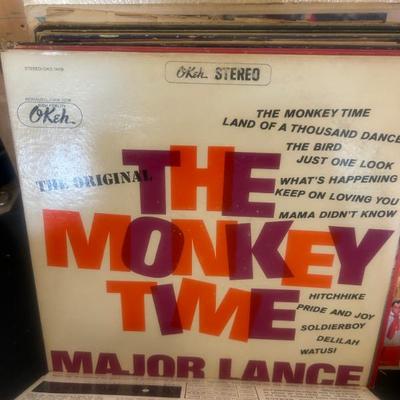 OKeh STEREO
THE MONKEY TIME
LAND OF A THOUSAND DANCE
THE BIRD
JUST ONE LOOK
WHAT'S HAPPENING
KEEP ON LOVING YOU
MAMA DIDN'T KNOW
OKeh
THE ORIGINAL
THE
MONKEY
TIME
HITCHHIKE
PRIDE AND JOY
SOLDIERBOY
DELILAH
WATUSI
MAJOR LANCE